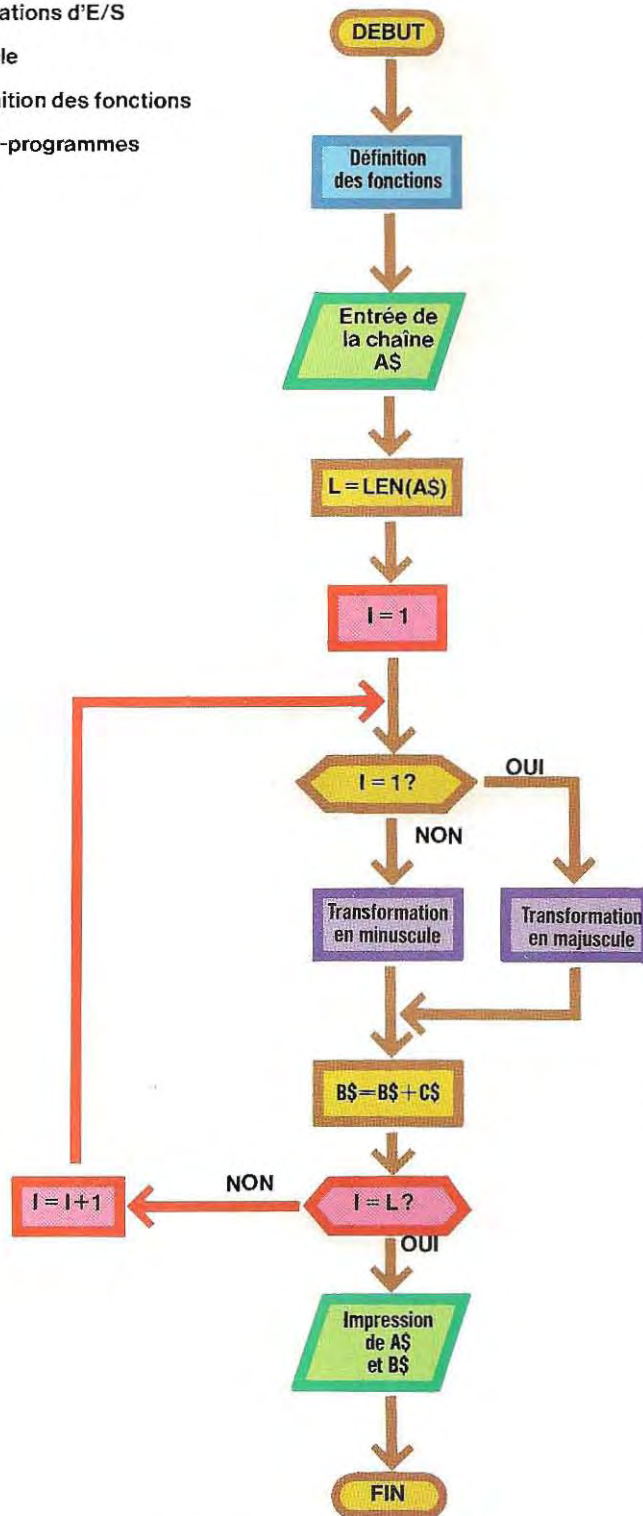 ations d'E/S
le
ition des fonctions
-programmes
DEBUT
Définition
des fonctions
Entrée de
la chaîne
A$
L = LEN(A$)
I = 1
I = 1?
OUI
NON
Transformation
en minuscule
Transformation
en majuscule
B$=B$+C$
I = I+1
NON
I = L?
OUI
Impression
de A$
et B$
FIN